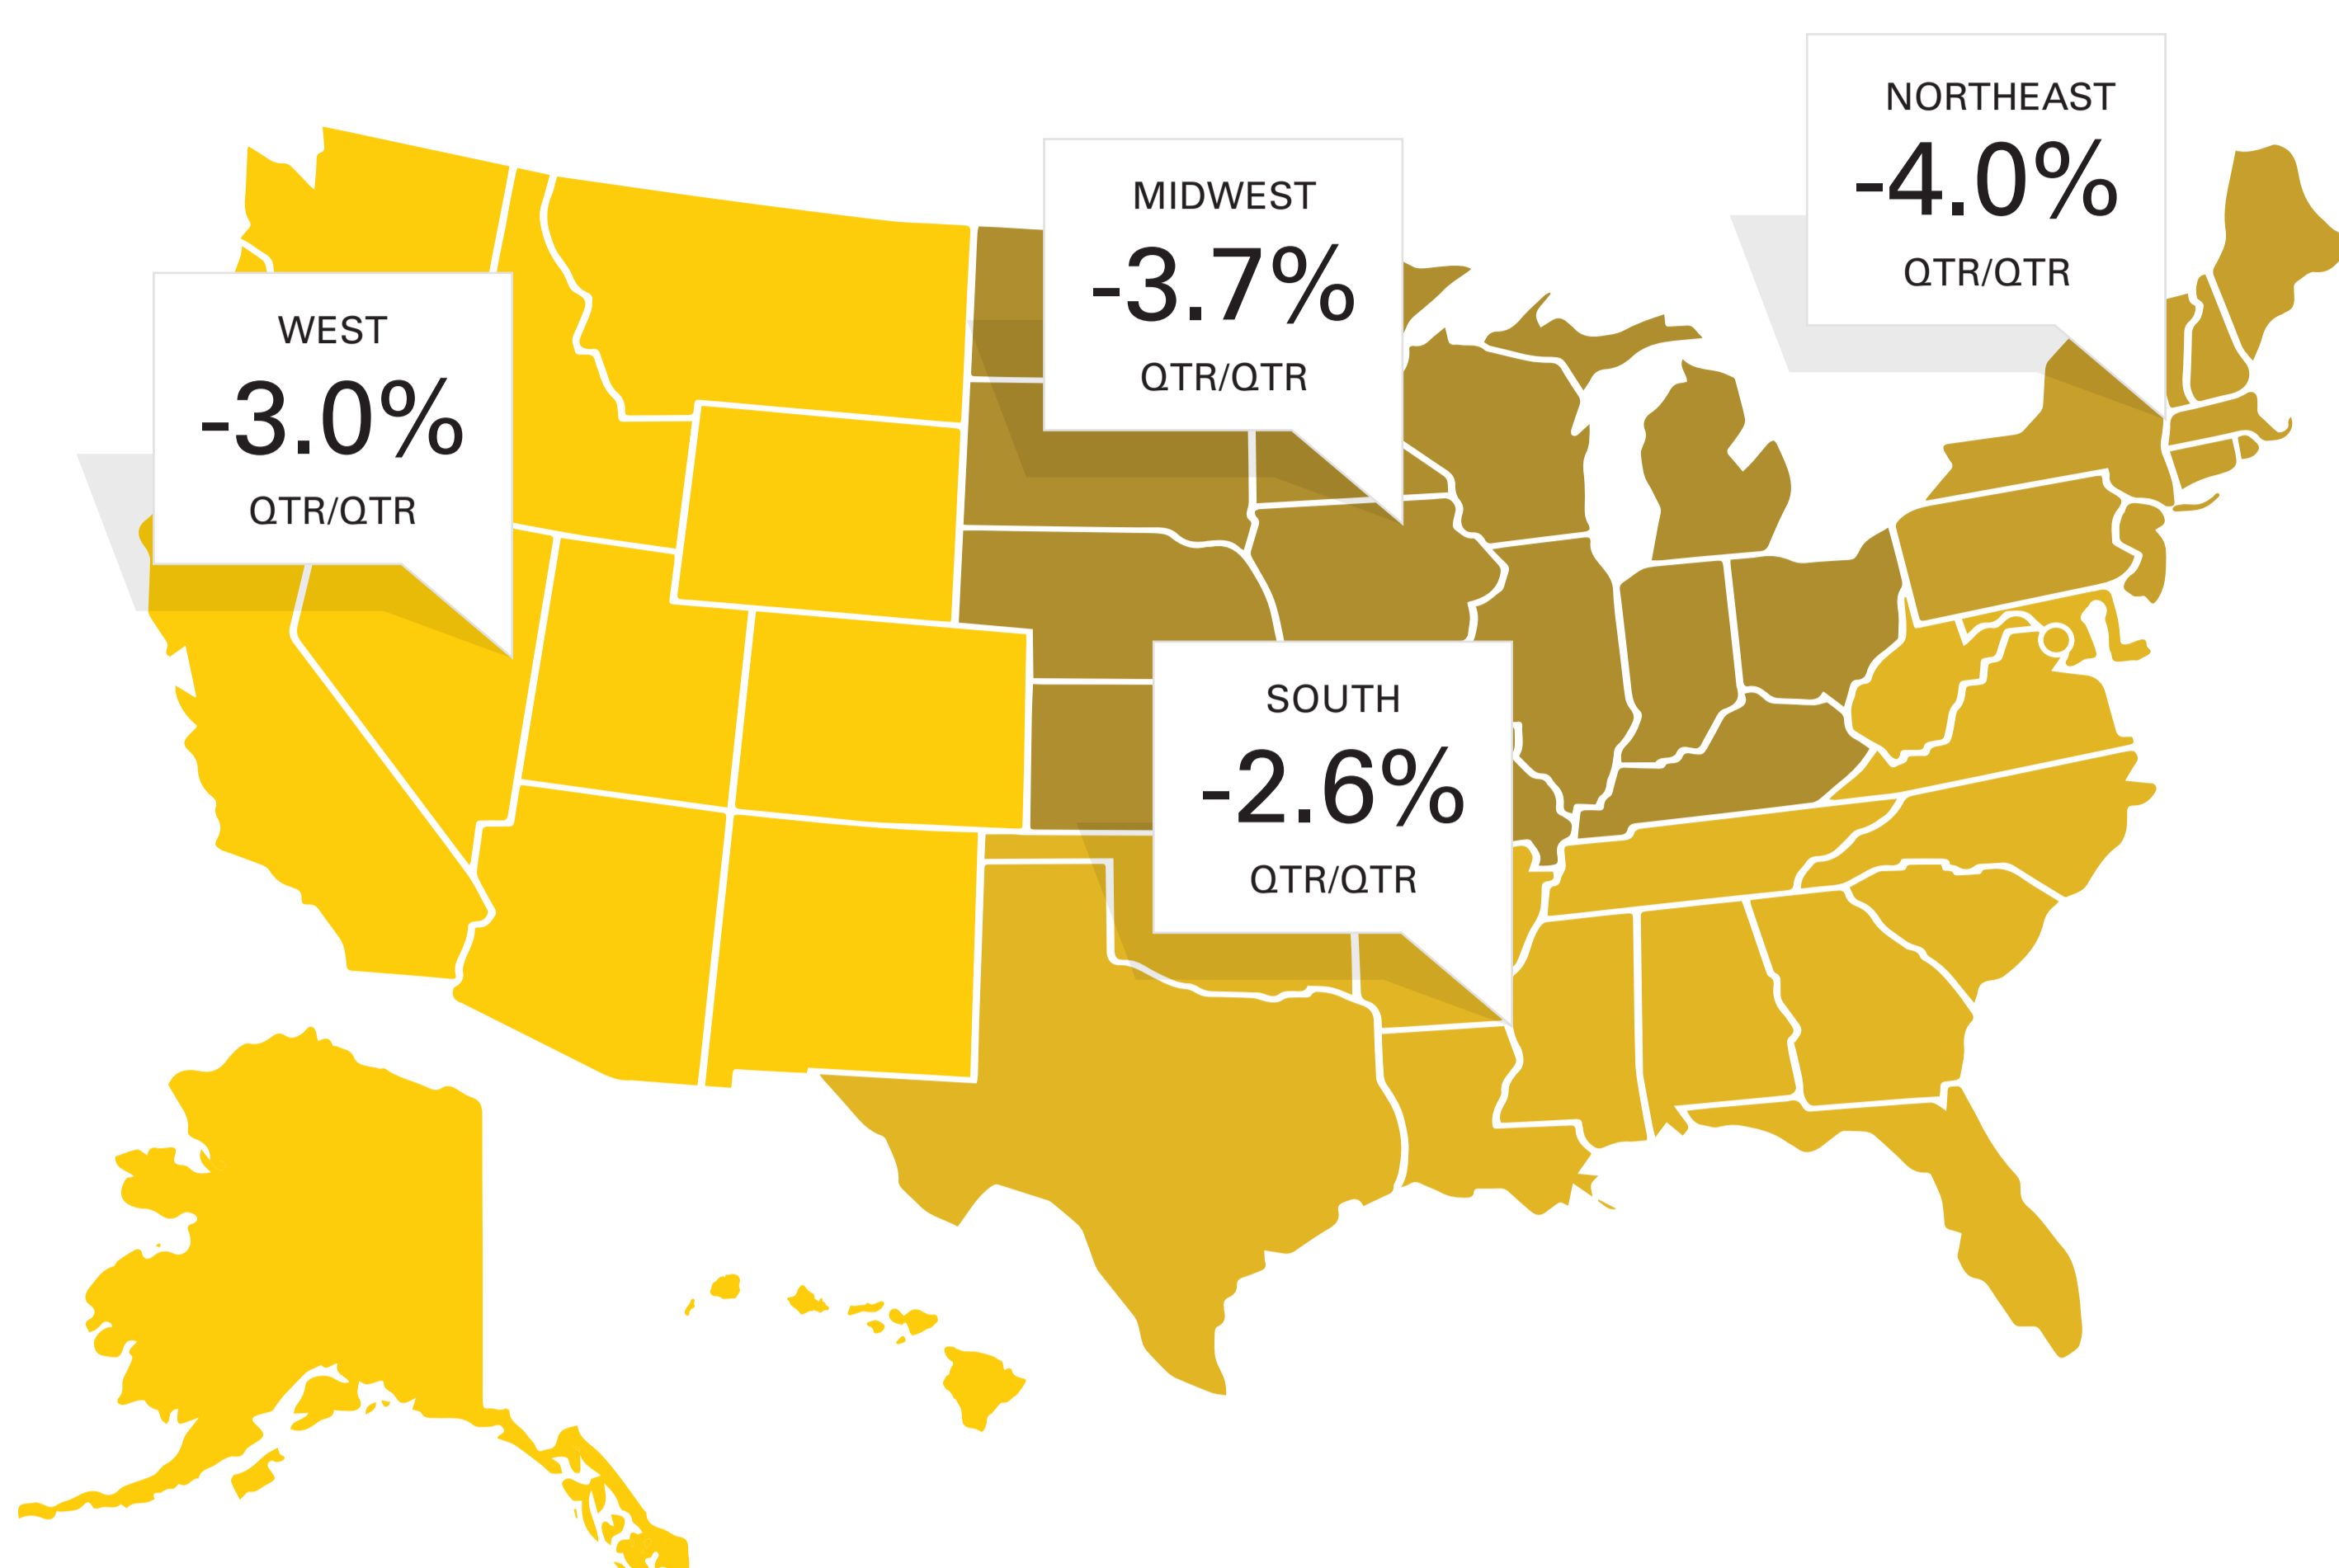 NORTHEAST
-4.0%
QTR/QTR
MIDWEST
-3.7%
QTR/QTR
WEST
-3.0%
QTR/QTR
SOUTH
-2.6%
QTR/QTR